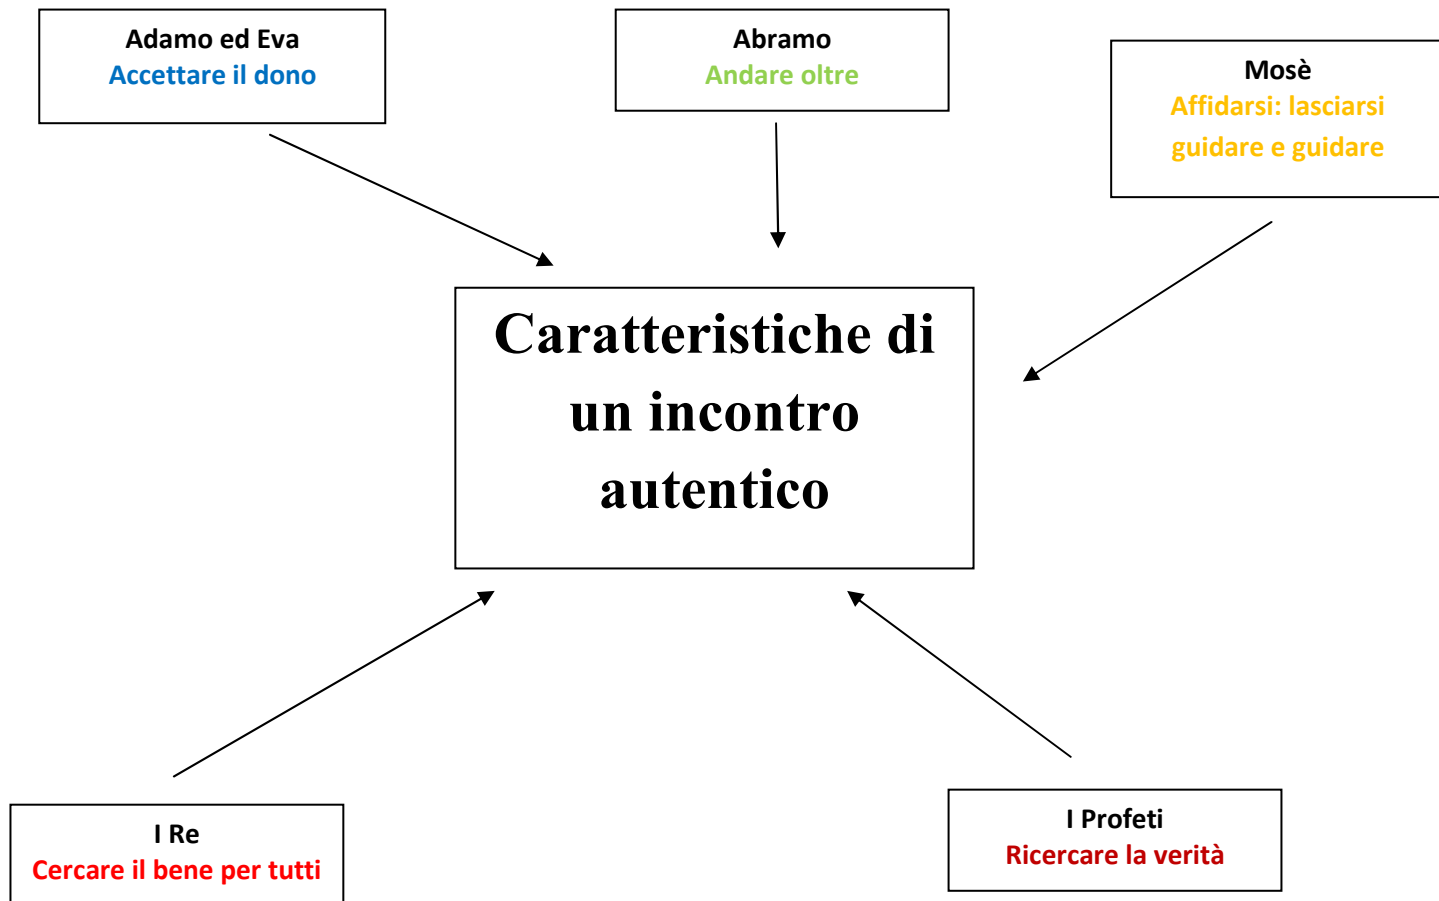 Adamo ed Eva
Accettare il dono
Abramo
Andare oltre
Mosè
Affidarsi: lasciarsi
guidare e guidare
Caratteristiche di
un incontro
autentico
I Re
Cercare il bene per tutti
I Profeti
Ricercare la verità